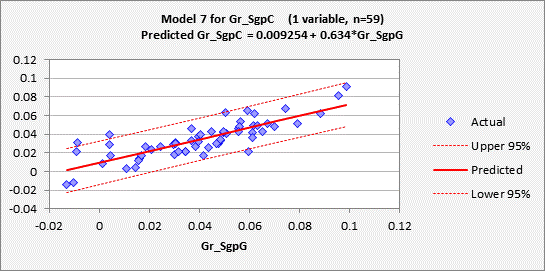 Model 7 for Gr_SgpC (1 variable, n=59)
Predicted Gr_SgpC = 0.009254 + 0.634*Gr_SgpG
0.12
0.10
0.08
0.06
0.04
0.02
0
-0.02
-0.04
-0.02
0
0.02
0.04
0.06
0.08
0.1
0.12
Gr_SgpG
Actual
Upper 95%
Predicted
Lower 95%